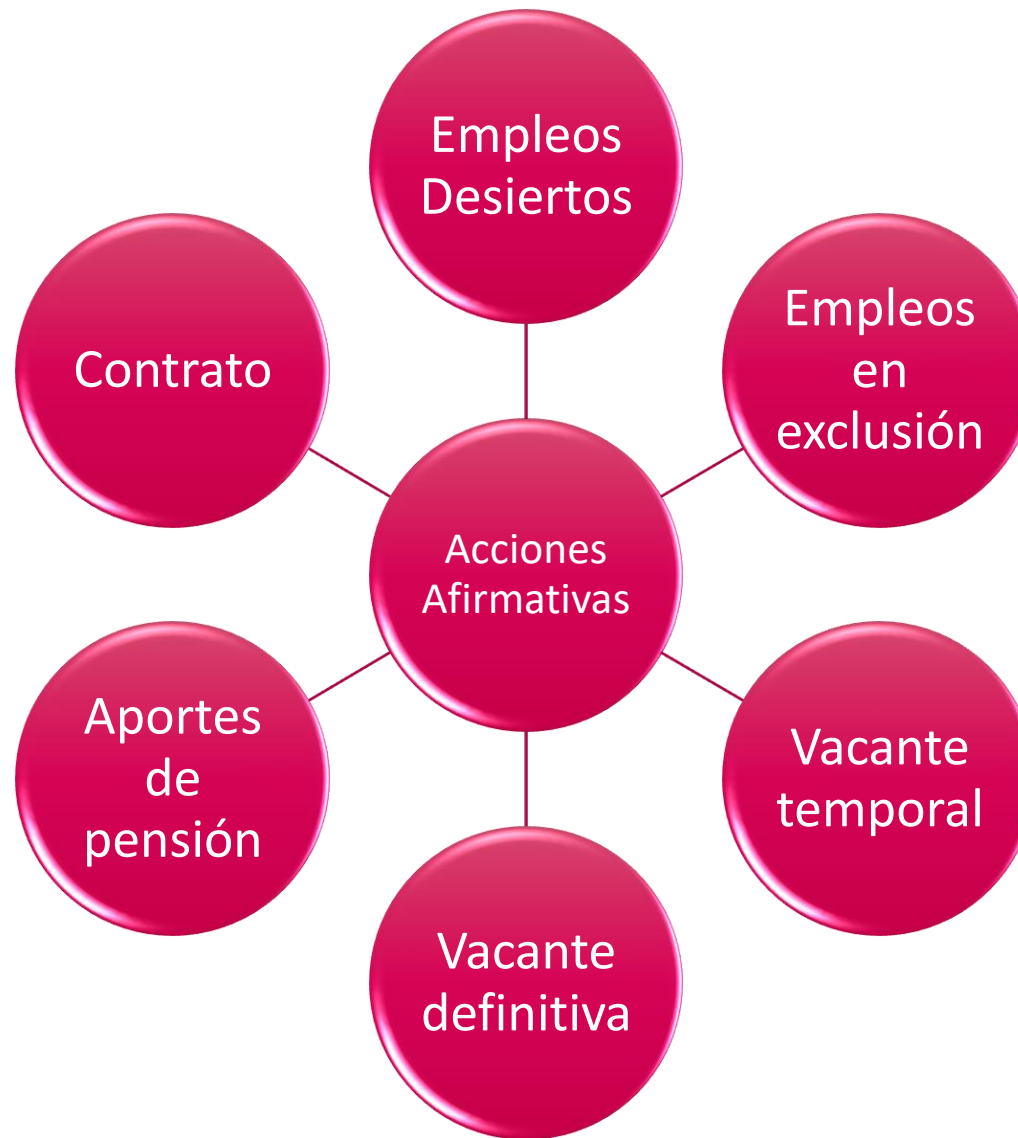 Empleos
Desiertos
Empleos
en
exclusión
Contrato
Acciones
Afirmativas
Aportes
de
pensión
Vacante
temporal
Vacante
definitiva